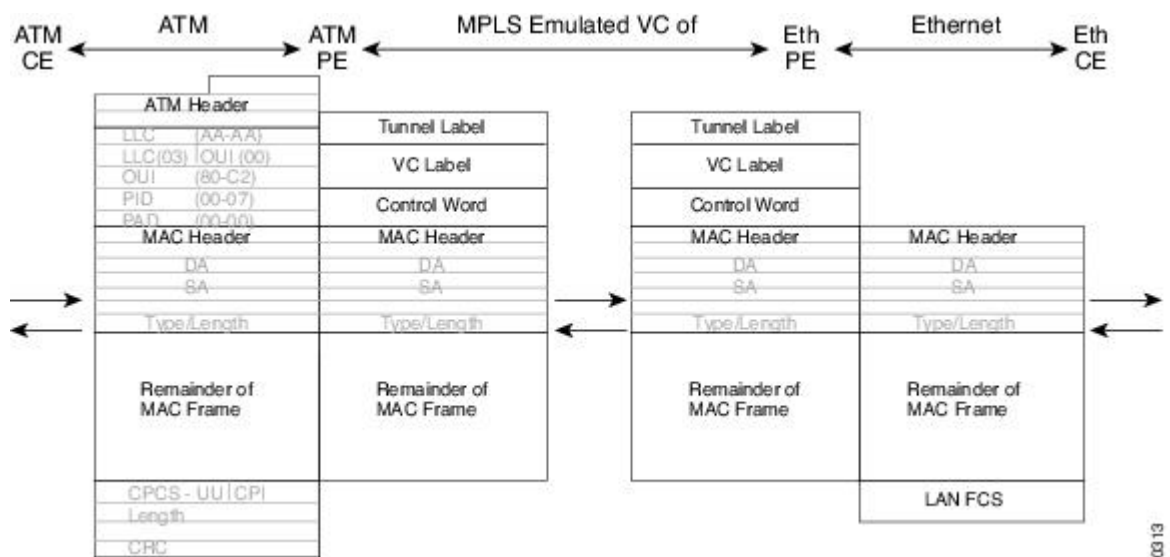 ATM CE
ATM
ATM PE
MPLS Emulated VC of
Eth PE
Ethernet
Eth CE
ATM Header
LLC (AA-AA)
LLC(03) |OUI (00)
OUI (80-C2)
PID (00-07)
PAD (00-00)
MAC Header
DA
SA
Type/Length
Remainder of
MAC Frame
CPCS - UU|CPI
Length
CRC
Tunnel Label
VC Label
Control Word
MAC Header
DA
SA
Type/Length
Remainder of
MAC Frame
Tunnel Label
VC Label
Control Word
MAC Header
DA
SA
Type/Length
Remainder of
MAC Frame
MAC Header
DA
SA
Type/Length
Remainder of
MAC Frame
LAN FCS